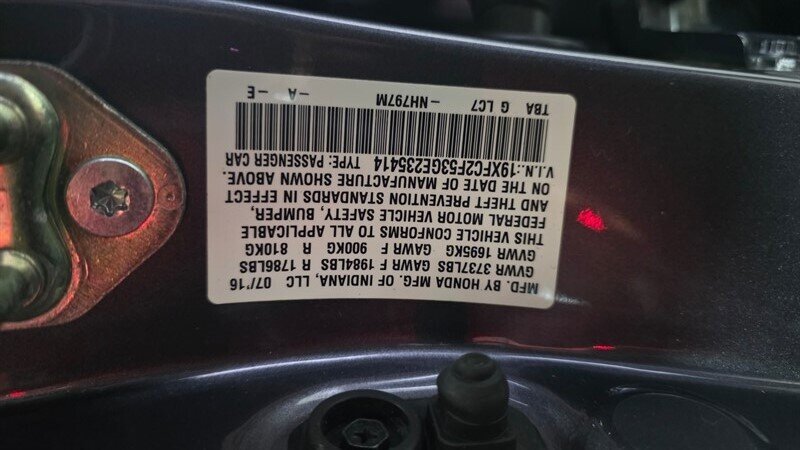 MFD. BY HONDA MFG. OF INDIANA, LLC 07/'16
GVWR 3737LBS GAWR F 1984LBS R 1786LBS
GVWR 1695KG GAWR F 900KG R 810KG
THIS VEHICLE CONFORMS TO ALL APPLICABLE
FEDERAL MOTOR VEHICLE SAFETY, BUMPER,
AND THEFT PREVENTION STANDARDS IN EFFECT
ON THE DATE OF MANUFACTURE SHOWN ABOVE.
V.I.N.:19XFC2F53GE235414 TYPE: PASSENGER CAR
TBA G LC7 -NH797M -A -E